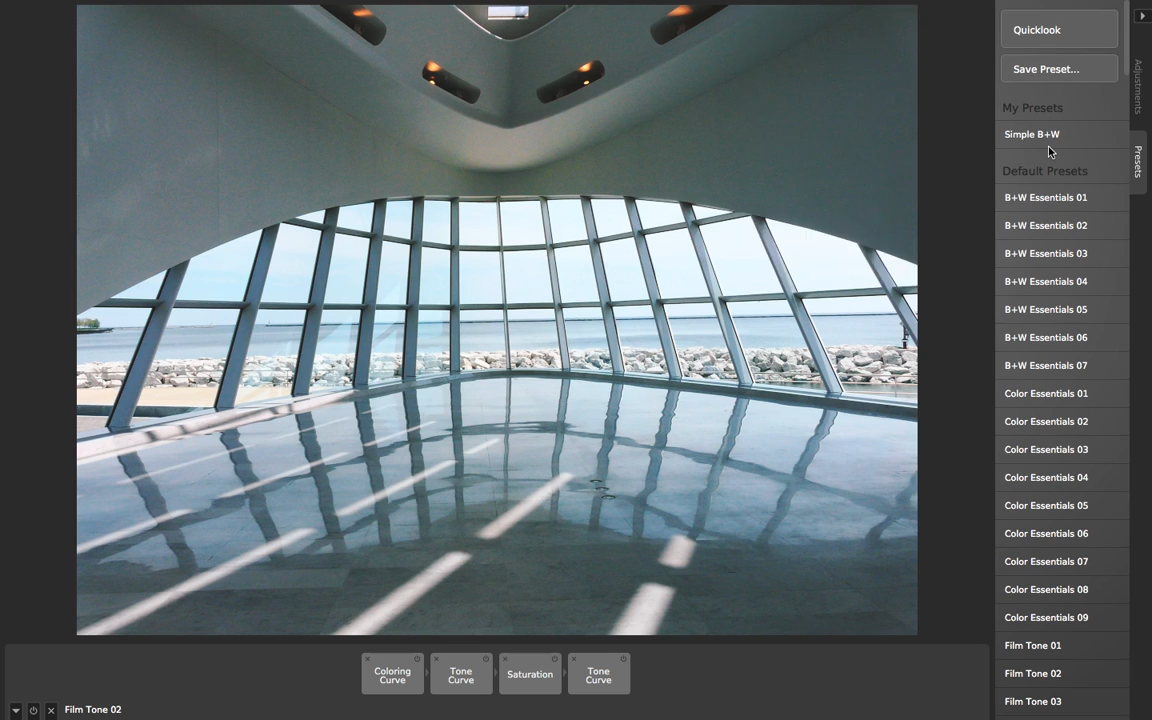 Quicklook
Save Preset...
My Presets
Simple B+W
Default Presets
B+W Essentials 01
B+W Essentials 02
B+W Essentials 03
B+W Essentials 04
B+W Essentials 05
B+W Essentials 06
B+W Essentials 07
Color Essentials 01
Color Essentials 02
Color Essentials 03
Color Essentials 04
Color Essentials 05
Color Essentials 06
Color Essentials 07
Color Essentials 08
Color Essentials 09
Film Tone 01
Film Tone 02
Film Tone 03
Adjustments
Presets
Coloring
Curve
Tone
Curve
Saturation
Tone
Curve
Film Tone 02